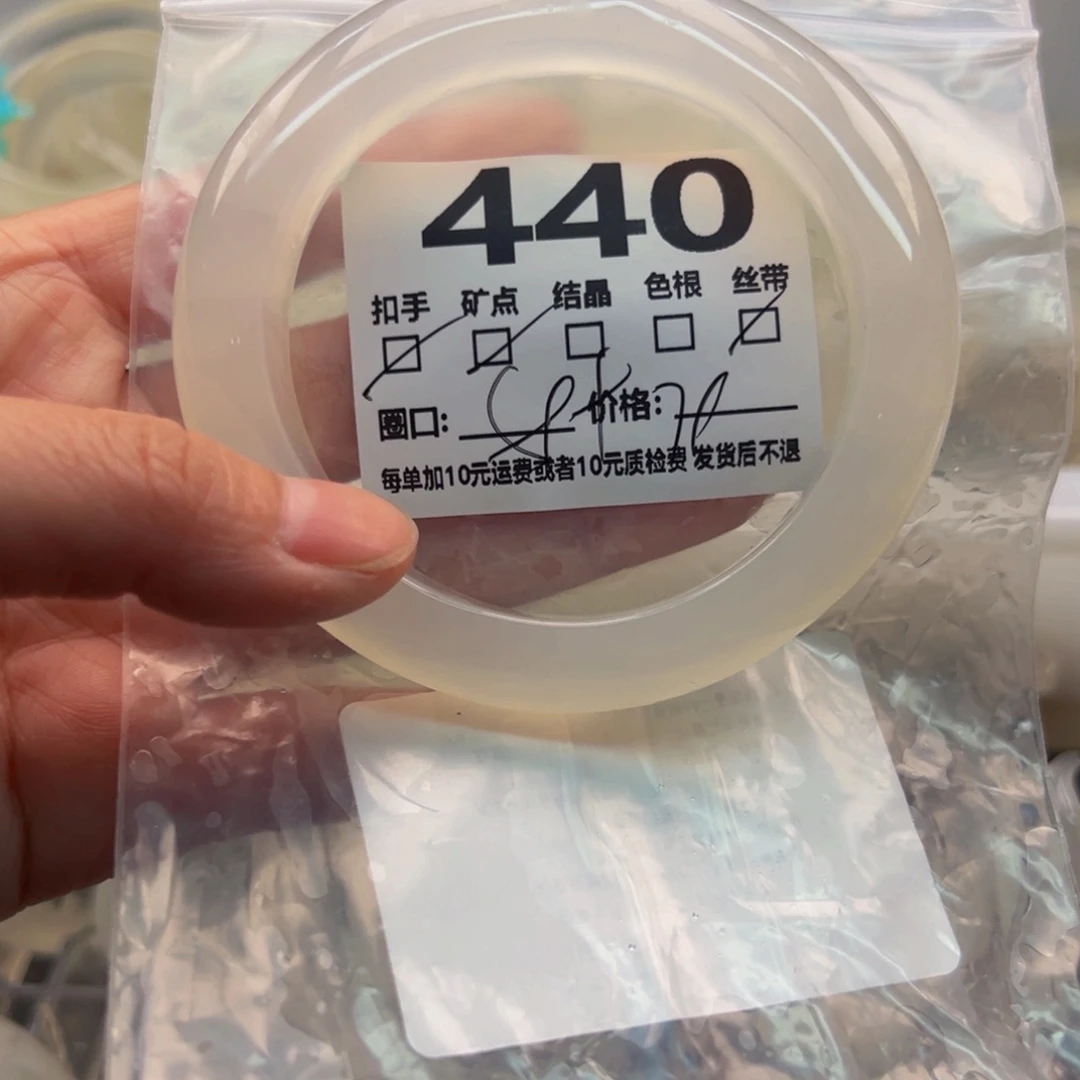 440
扣手 矿点 结晶 色根 丝带
圈口: 价格:
每单加10元运费或者10元质检费 发货后不退